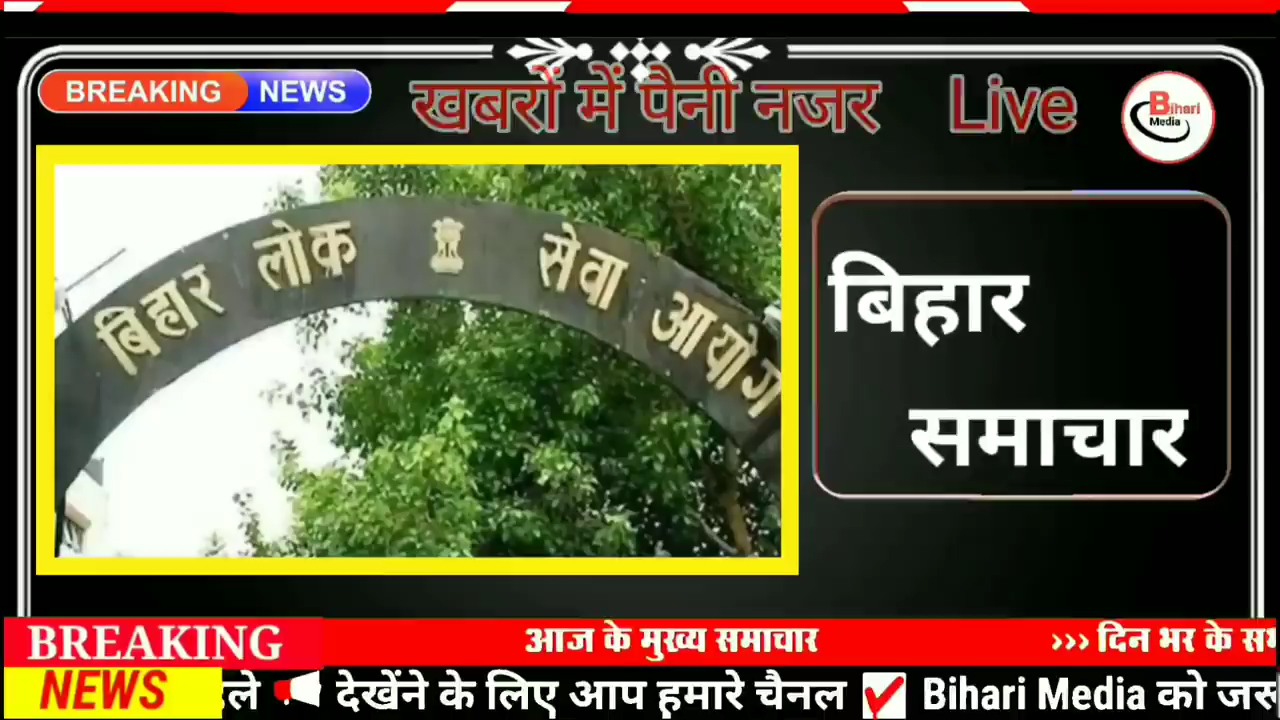 BREAKING NEWS
खबरों में पैनी नजर Live
Bihari
Media
बिहार लोक सेवा आयोग
बिहार
समाचार
BREAKING
आज के मुख्य समाचार >>> दिन भर के
NEWS
देखेंने के लिए आप हमारे चैनल Bihari Media को